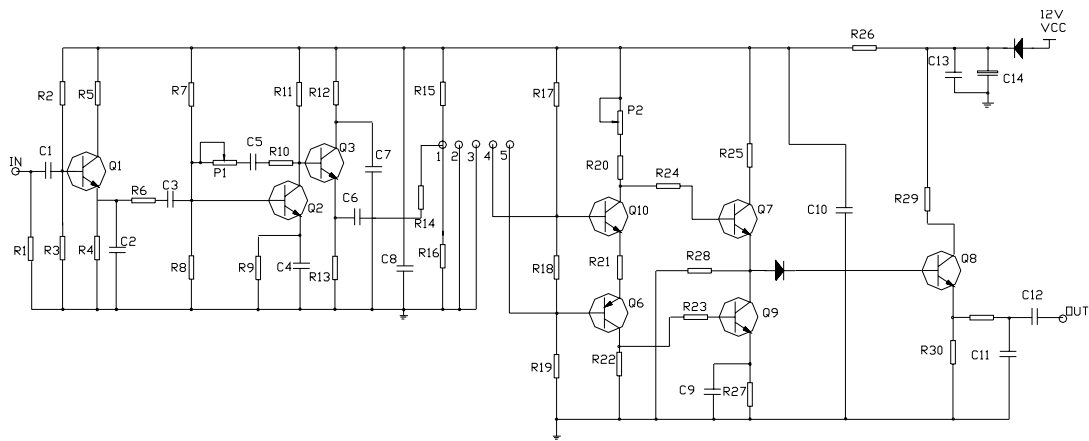 12V
VCC
R26
C13
C14
R2
R5
R7
R11
R12
R15
R17
P2
IN
C1
Q1
C5
R10
Q3
P1
C7
1
2
3
4
5
R20
R25
R24
R6
C3
Q2
C6
R14
Q10
Q7
C10
R29
R1
R3
R4
C2
R8
R9
C4
R13
C8
R16
R18
R21
R28
Q8
Q6
R23
Q9
C12
OUT
R19
R22
C9
R27
R30
C11